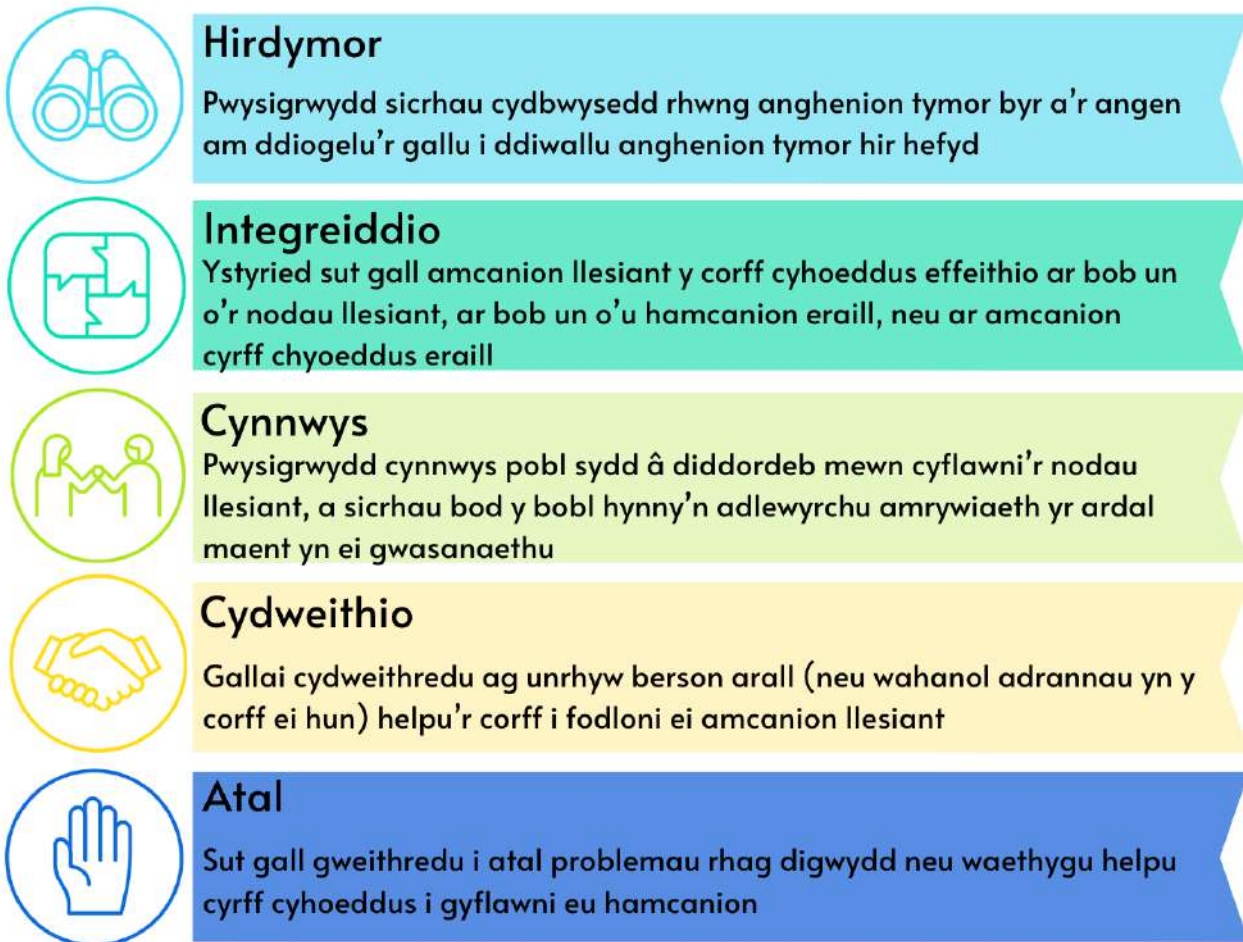 Hirdymor
Pwysigrwydd sicrhau cydbwysedd rhwng anghenion tymor byr a'r angen
am ddiogelu'r gallu i ddiwallu anghenion tymor hir hefyd
Integreiddio
Ystyried sut gall amcanion llesiant y corff cyhoeddus effeithio ar bob un
o'r nodau llesiant, ar bob un o'u hamcanion eraill, neu ar amcanion
cyrff chyoeddus eraill
Cynnwys
Pwysigrwydd cynnwys pobl sydd â diddordeb mewn cyflawni'r nodau
llesiant, a sicrhau bod y bobl hynny'n adlewyrchu amrywiaeth yr ardal
maent yn ei gwasanaethu
Cydweithio
Gallai cydweithredu ag unrhyw berson arall (neu wahanol adrannau yn y
corff ei hun) helpu'r corff i fodloni ei amcanion llesiant
Atal
Sut gall gweithredu i atal problemau rhag digwydd neu waethygu helpu
cyrff cyhoeddus i gyflawni eu hamcanion